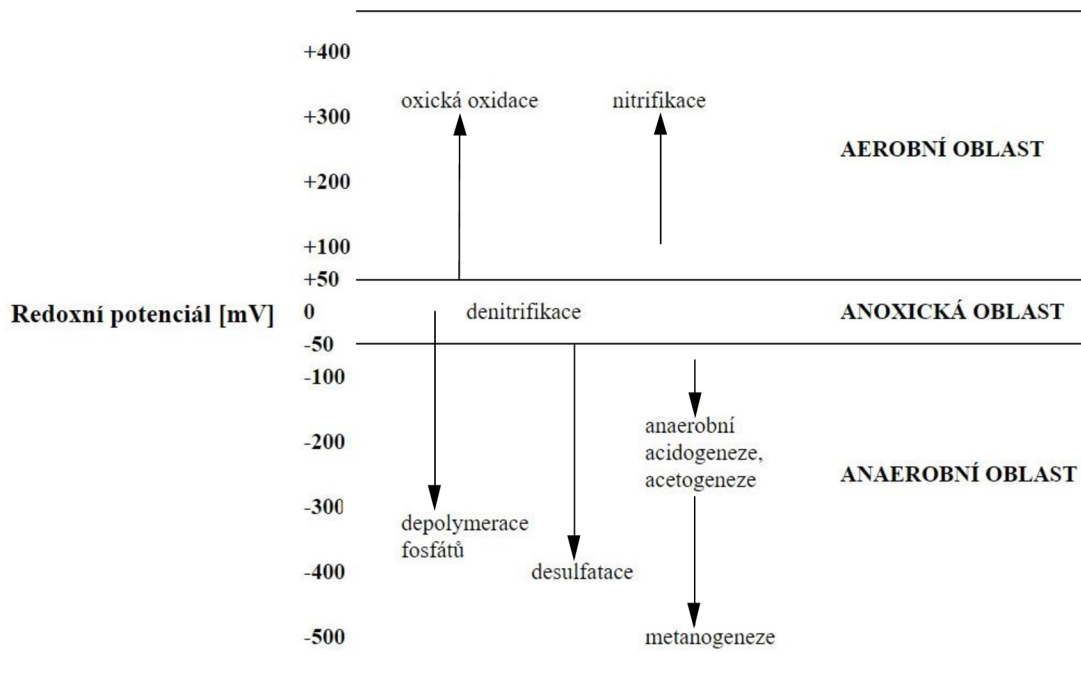 +400
oxická oxidace
nitrifikace
+300
AEROBNÍ OBLAST
+200
+100
+50
Redoxní potenciál [mV]
0
denitrifikace
ANOXICKÁ OBLAST
-50
-100
anaerobní
acidogeneze,
acetogeneze
-200
ANAEROBNÍ OBLAST
-300
depolymerace
fosfátů
-400
desulfatace
-500
metanogeneze